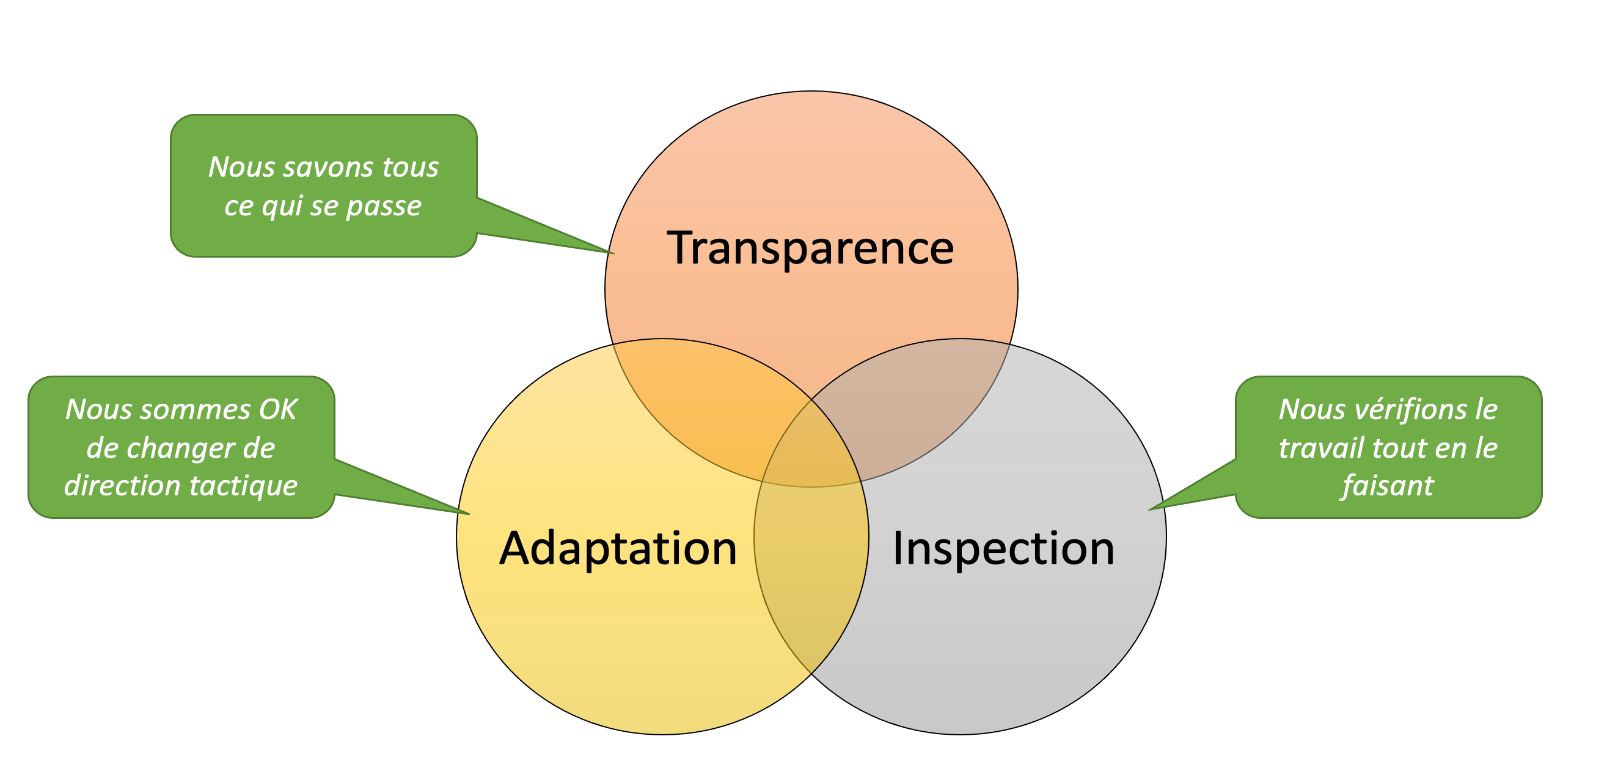 Nous savons tous
ce qui se passe
Transparence
Nous sommes OK
de changer de
direction tactique
Nous vérifions le
travail tout en le
faisant
Adaptation
Inspection